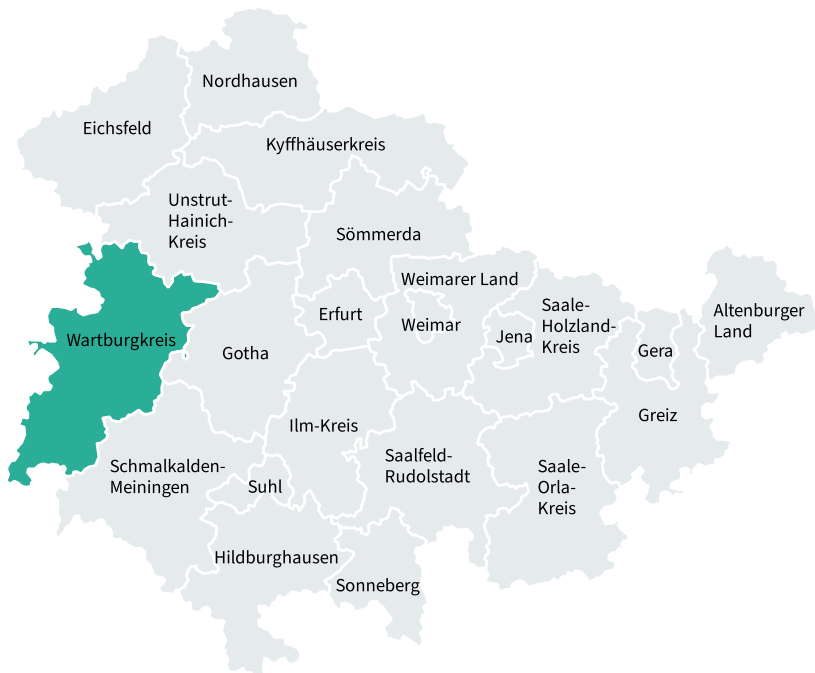 Nordhausen
Eichsfeld
Kyffhäuserkreis
Unstrut-
Hainich-
Kreis
Sömmerda
Weimarer Land
Saale-
Holzland-
Kreis
Altenburger
Land
Erfurt
Weimar
Jena
Wartburgkreis
Gotha
Gera
Greiz
Ilm-Kreis
Saalfeld-
Rudolstadt
Schmalkalden-
Meiningen
Suhl
Saale-
Orla-
Kreis
Hildburghausen
Sonneberg